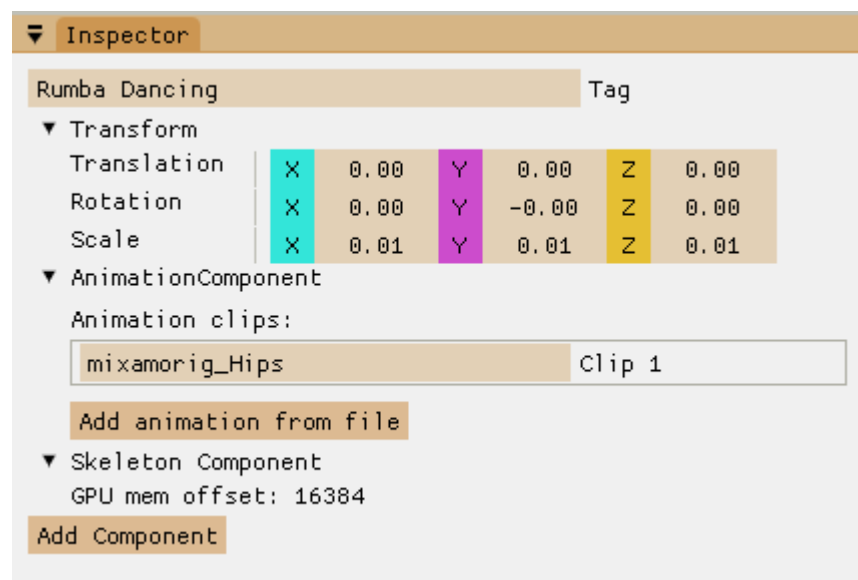 Inspector
Rumba Dancing Tag
Transform
Translation X 0.00 Y 0.00 Z 0.00
Rotation X 0.00 Y -0.00 Z 0.00
Scale X 0.01 Y 0.01 Z 0.01
AnimationComponent
Animation clips:
mixamorig_Hips Clip 1
Add animation from file
Skeleton Component
GPU mem offset: 16384
Add Component